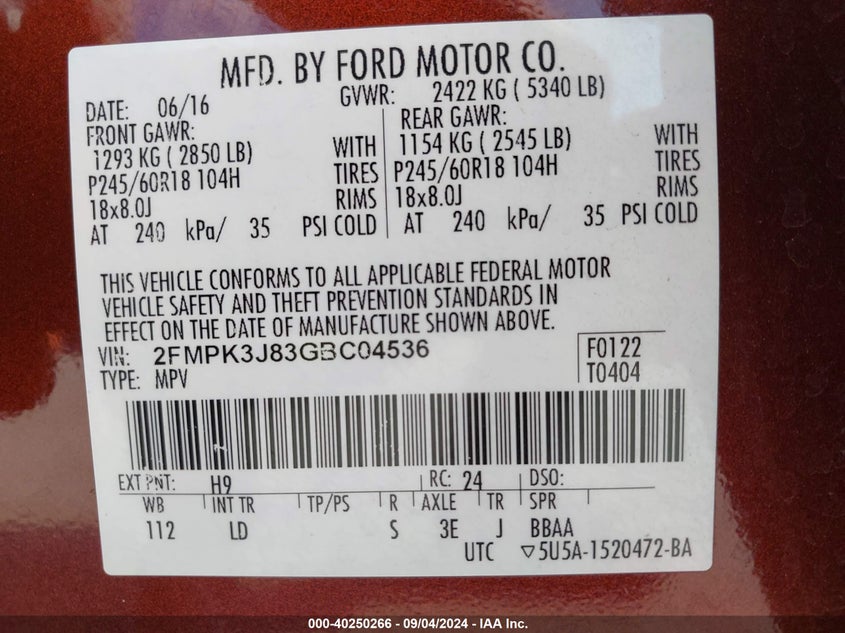 MFD. BY FORD MOTOR CO.
DATE: 06/16 GVWR: 2422 KG ( 5340 LB)
FRONT GAWR: REAR GAWR:
1293 KG ( 2850 LB) WITH 1154 KG ( 2545 LB) WITH
P245/60R18 104H TIRES P245/60R18 104H TIRES
18x8.0J RIMS 18x8.0J RIMS
AT 240 kPa/ 35 PSI COLD AT 240 kPa/ 35 PSI COLD
THIS VEHICLE CONFORMS TO ALL APPLICABLE FEDERAL MOTOR
VEHICLE SAFETY AND THEFT PREVENTION STANDARDS IN
EFFECT ON THE DATE OF MANUFACTURE SHOWN ABOVE.
VIN: 2FMPK3J83GBC04536 F0122
TYPE: MPV T0404
EXT PNT: H9 RC: 24 DSO:
WB INT TR TP/PS R AXLE TR SPR
112 LD S 3E J BBAA
UTC ▽5U5A-1520472-BA
000-40250266 - 09/04/2024 - IAA Inc.